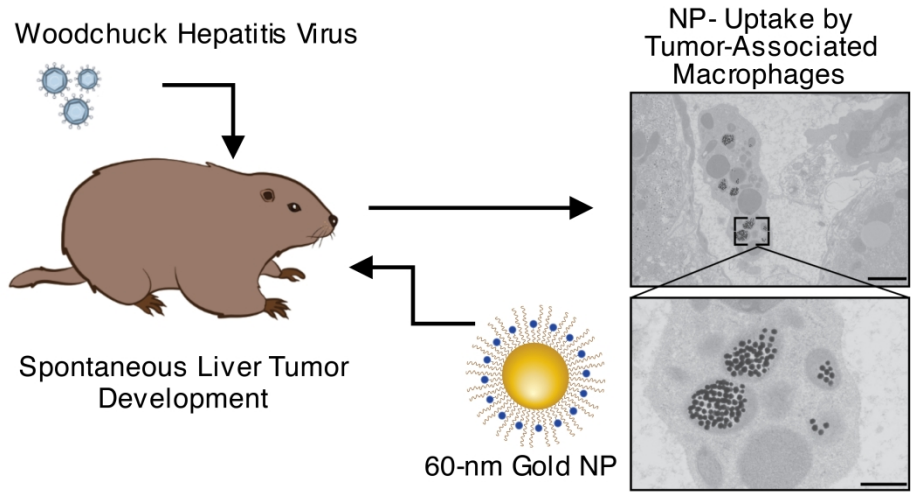 Woodchuck Hepatitis Virus
NP- Uptake by
Tumor-Associated
Macrophages
Spontaneous Liver Tumor
Development
60-nm Gold NP